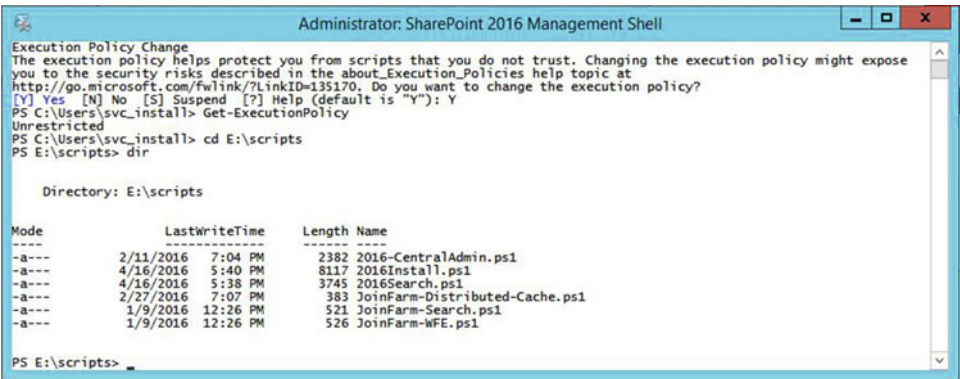 Administrator: SharePoint 2016 Management Shell
Execution Policy Change
The execution policy helps protect you from scripts that you do not trust. Changing the execution policy might expose
you to the security risks described in the about_Execution_Policies help topic at
http://go.microsoft.com/fwlink/?LinkID=135170. Do you want to change the execution policy?
[Y] Yes  [N] No  [S] Suspend  [?] Help (default is "Y"): Y
PS C:\Users\svc_install> Get-ExecutionPolicy
Unrestricted
PS C:\Users\svc_install> cd E:\scripts
PS E:\scripts> dir
Directory: E:\scripts
Mode LastWriteTime Length Name
---- ------------- ------ ----
-a--- 2/11/2016 7:04 PM 2382 2016-CentralAdmin.ps1
-a--- 4/16/2016 5:40 PM 8117 2016Install.ps1
-a--- 4/16/2016 5:38 PM 3745 2016Search.ps1
-a--- 2/27/2016 7:07 PM 383 JoinFarm-Distributed-Cache.ps1
-a--- 1/9/2016 12:26 PM 521 JoinFarm-Search.ps1
-a--- 1/9/2016 12:26 PM 526 JoinFarm-WFE.ps1
PS E:\scripts> _